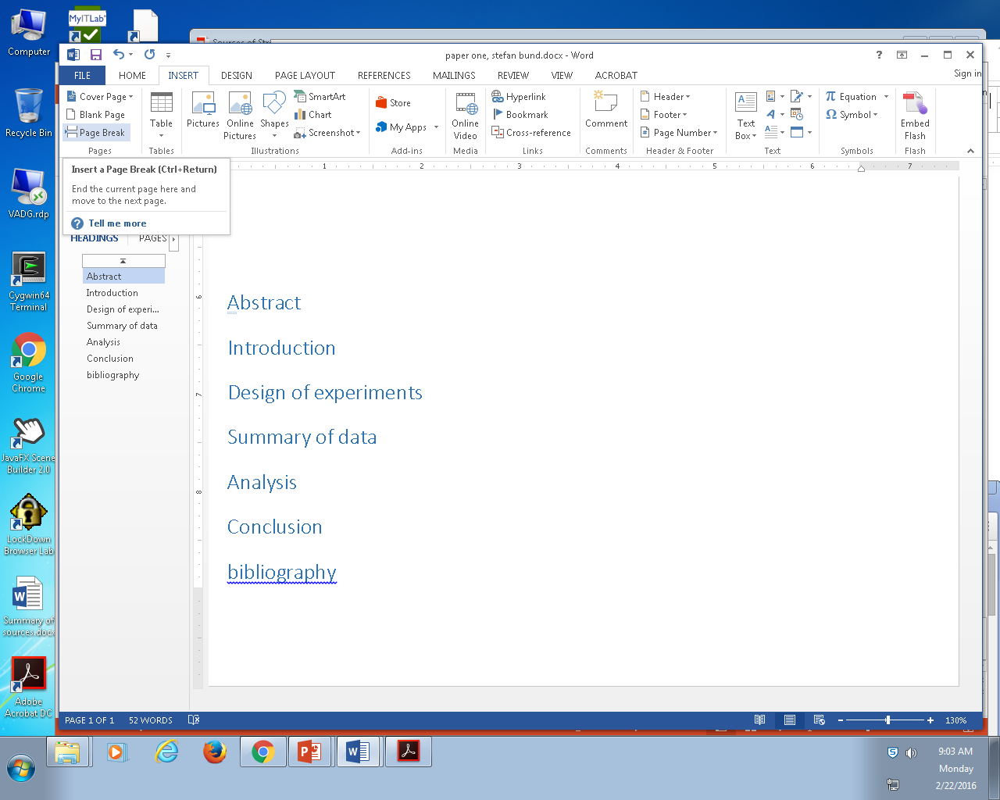 Computer
MyITLab
Recycle Bin
VADG.rdp
Cygwin64
Terminal
Google
Chrome
JavaFX Scene
Builder 2.0
LockDown
Browser Lab
Summary of
sources.docx
Adobe
Acrobat DC
paper one, stefan bund.docx - Word
FILE HOME INSERT DESIGN PAGE LAYOUT REFERENCES MAILINGS REVIEW VIEW ACROBAT
Sign in
Cover Page
Blank Page
Page Break
Pages
Table
Tables
Pictures
Online
Pictures
Shapes
SmartArt
Chart
Screenshot
Illustrations
Store
My Apps
Add-ins
Online
Video
Media
Hyperlink
Bookmark
Cross-reference
Links
Comment
Comments
Header
Footer
Page Number
Header & Footer
Text
Box
Text
Equation
Symbol
Symbols
Embed
Flash
Flash
Insert a Page Break (Ctrl+Return)
End the current page here and
move to the next page.
Tell me more
1 2 3 4 5 6 7
HEADINGS PAGES
Abstract
Introduction
Design of experi...
Summary of data
Analysis
Conclusion
bibliography
6
7
8
Abstract
Introduction
Design of experiments
Summary of data
Analysis
Conclusion
bibliography
PAGE 1 OF 1 52 WORDS
130%
9:03 AM
Monday
2/22/2016